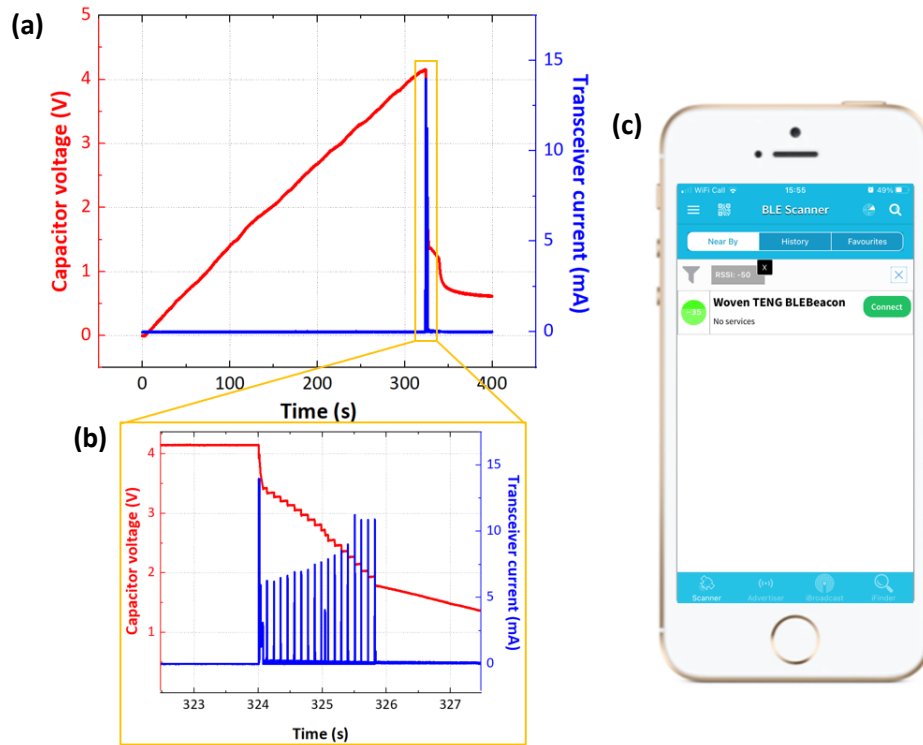 (a)
Capacitor voltage (V)
5
4
3
2
1
0
Transceiver current (mA)
15
10
5
0
0 100 200 300 400
Time (s)
(b)
Capacitor voltage (V)
4
3
2
1
Transceiver current (mA)
15
10
5
0
323 324 325 326 327
Time (s)
(c)
WiFi Call 15:55 49%
BLE Scanner
Near By History Favourites
RSSI: -50 X
-35 Woven TENG BLEBeacon Connect
No services
Scanner Advertiser iBroadcast iFinder